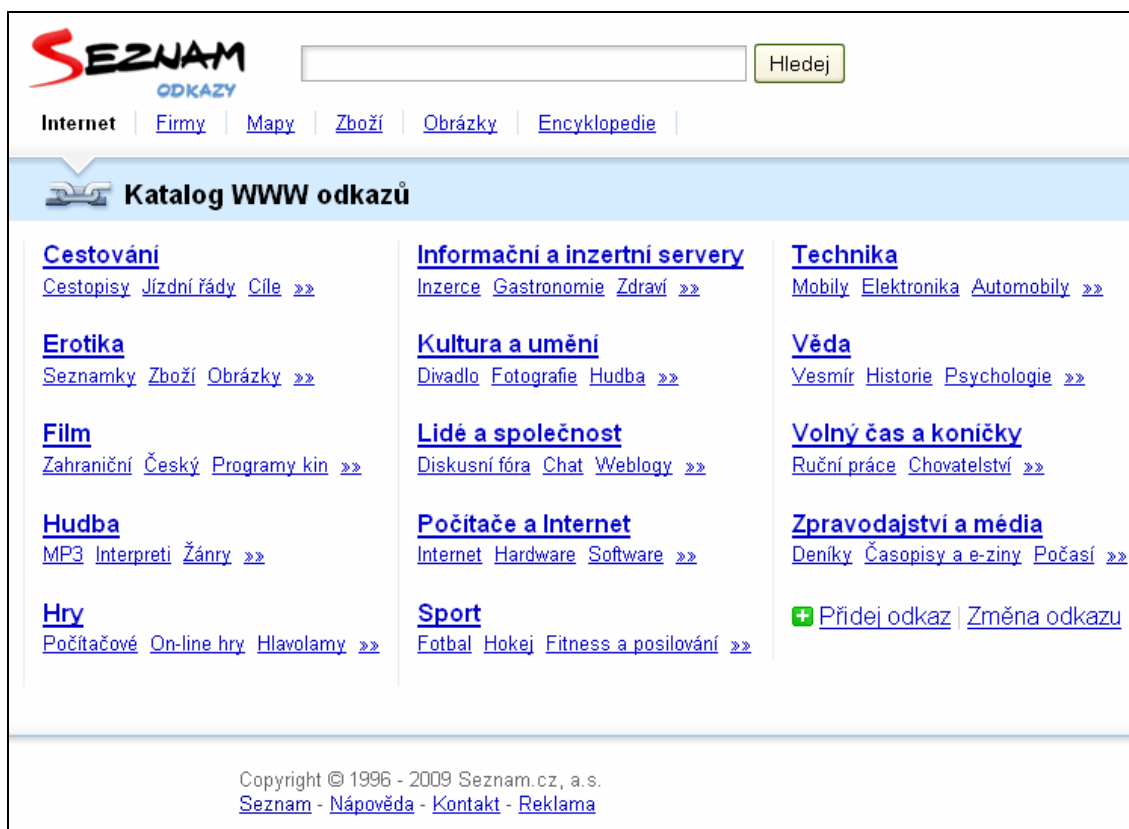 SEZNAM
ODKAZY
Hledej
Internet Firmy Mapy Zboží Obrázky Encyklopedie
Katalog WWW odkazů
Cestování
Cestopisy Jízdní řády Cíle »»
Erotika
Seznamky Zboží Obrázky »»
Film
Zahraniční Český Programy kin »»
Hudba
MP3 Interpreti Žánry »»
Hry
Počítačové On-line hry Hlavolamy »»
Informační a inzertní servery
Inzerce Gastronomie Zdraví »»
Kultura a umění
Divadlo Fotografie Hudba »»
Lidé a společnost
Diskusní fóra Chat Weblogy »»
Počítače a Internet
Internet Hardware Software »»
Sport
Fotbal Hokej Fitness a posilování »»
Technika
Mobily Elektronika Automobily »»
Věda
Vesmír Historie Psychologie »»
Volný čas a koníčky
Ruční práce Chovatelství »»
Zpravodajství a média
Deníky Časopisy a e-ziny Počasí »»
Přidej odkaz | Změna odkazu
Copyright © 1996 - 2009 Seznam.cz, a.s.
Seznam - Nápověda - Kontakt - Reklama